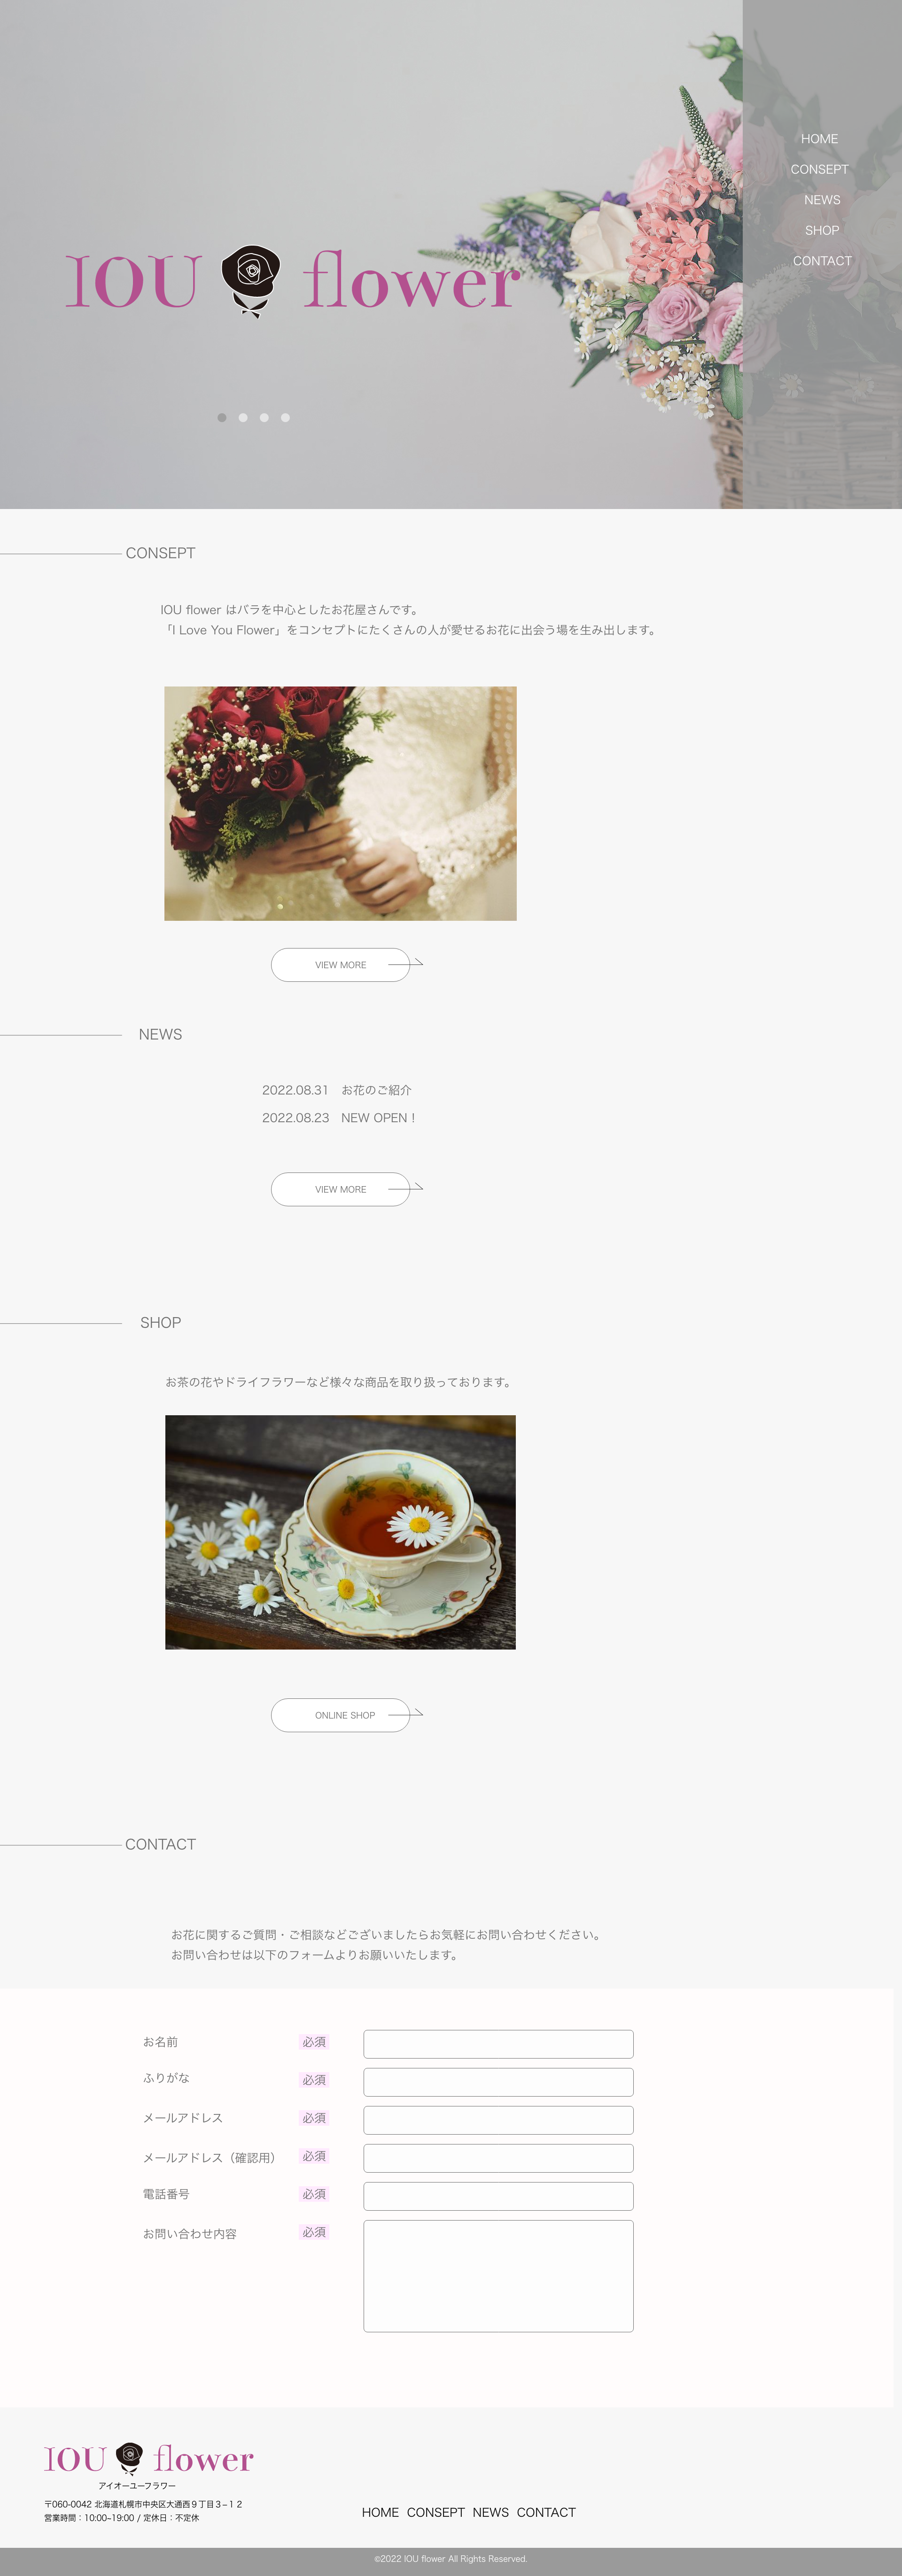 HOME
CONSEPT
NEWS
SHOP
CONTACT
IOU flower
CONSEPT
IOU flower はバラを中心としたお花屋さんです。
「I Love You Flower」をコンセプトにたくさんの人が愛せるお花に出会う場を生み出します。
VIEW MORE
NEWS
2022.08.31 お花のご紹介
2022.08.23 NEW OPEN！
VIEW MORE
SHOP
お茶の花やドライフラワーなど様々な商品を取り扱っております。
ONLINE SHOP
CONTACT
お花に関するご質問・ご相談などございましたらお気軽にお問い合わせください。
お問い合わせは以下のフォームよりお願いいたします。
お名前 必須
ふりがな 必須
メールアドレス 必須
メールアドレス（確認用） 必須
電話番号 必須
お問い合わせ内容 必須
IOU flower
アイオーユーフラワー
〒060-0042 北海道札幌市中央区大通西９丁目３−１２
営業時間：10:00~19:00 / 定休日：不定休
HOME CONSEPT NEWS CONTACT
©2022 IOU flower All Rights Reserved.